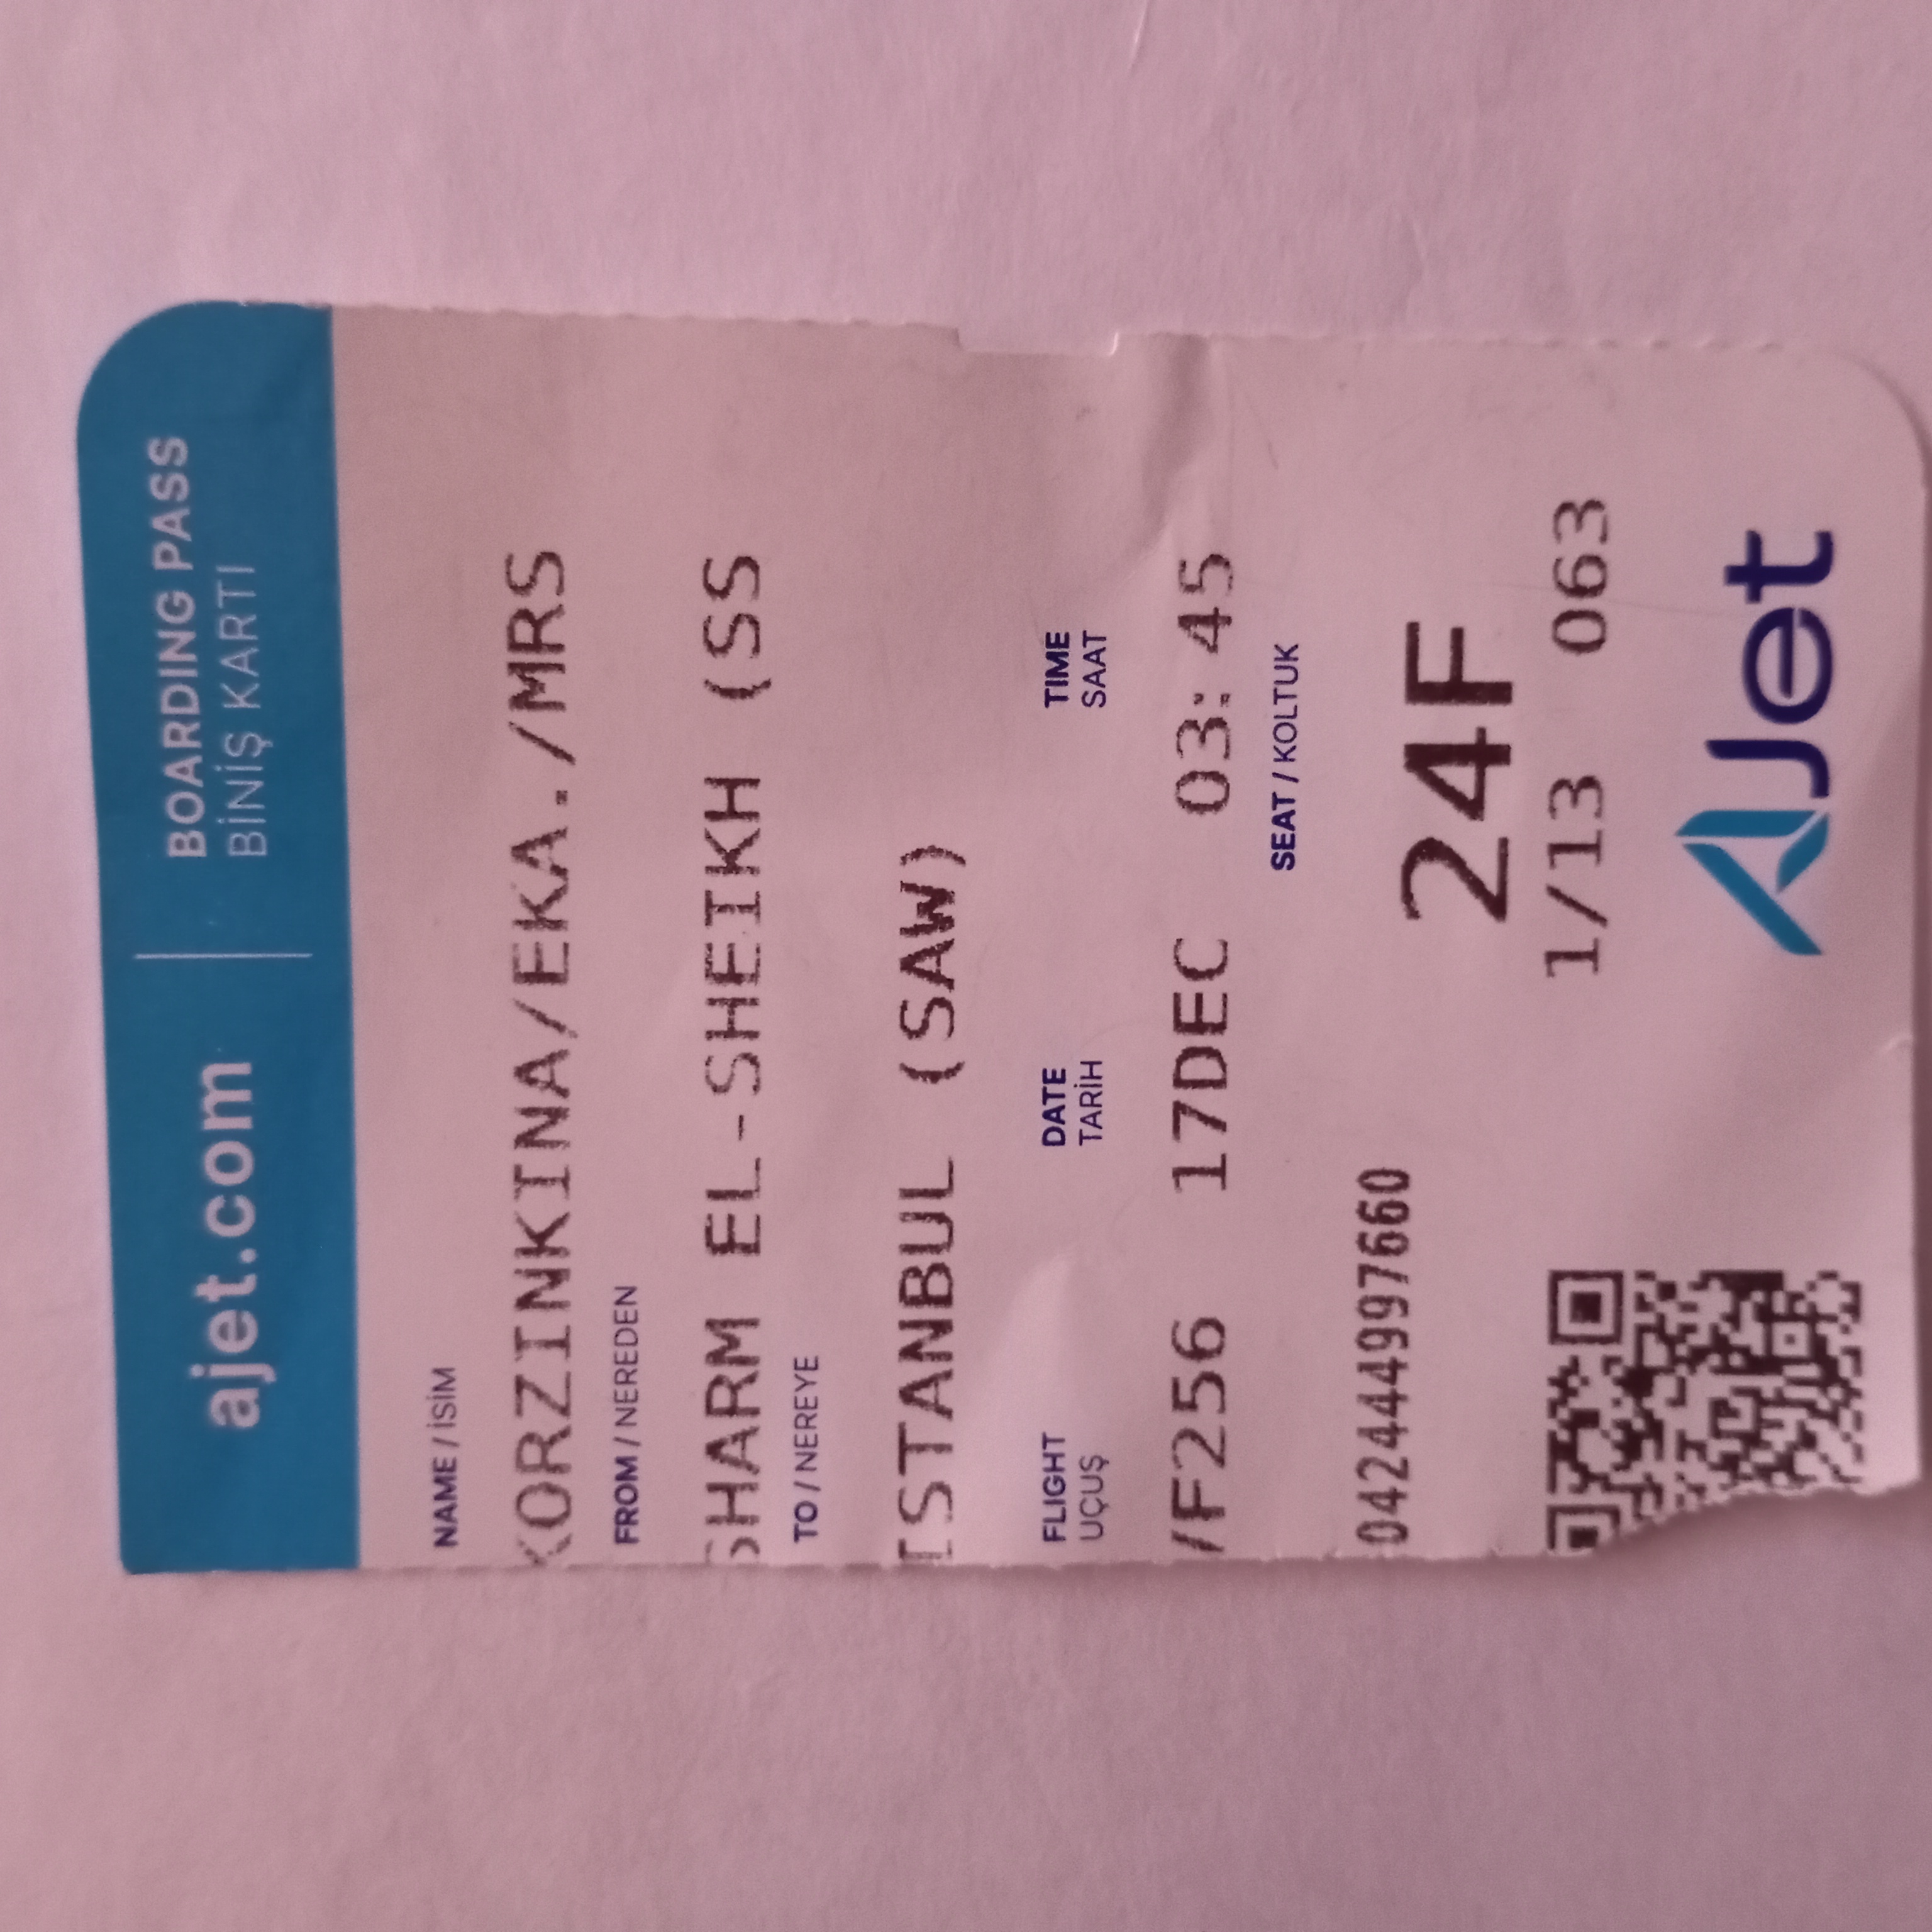 ajet.com | BOARDING PASS
BİNİŞ KARTI
NAME / İSİM
KORZINKINA/EKA./MRS
FROM / NEREDEN
SHARM EL-SHEIKH (SS
TO / NEREYE
ISTANBUL (SAW)
FLIGHT DATE TIME
UÇUŞ TARİH SAAT
VF256 17DEC 03:45
SEAT / KOLTUK
0424449997660
24F
1/13 063
AJet